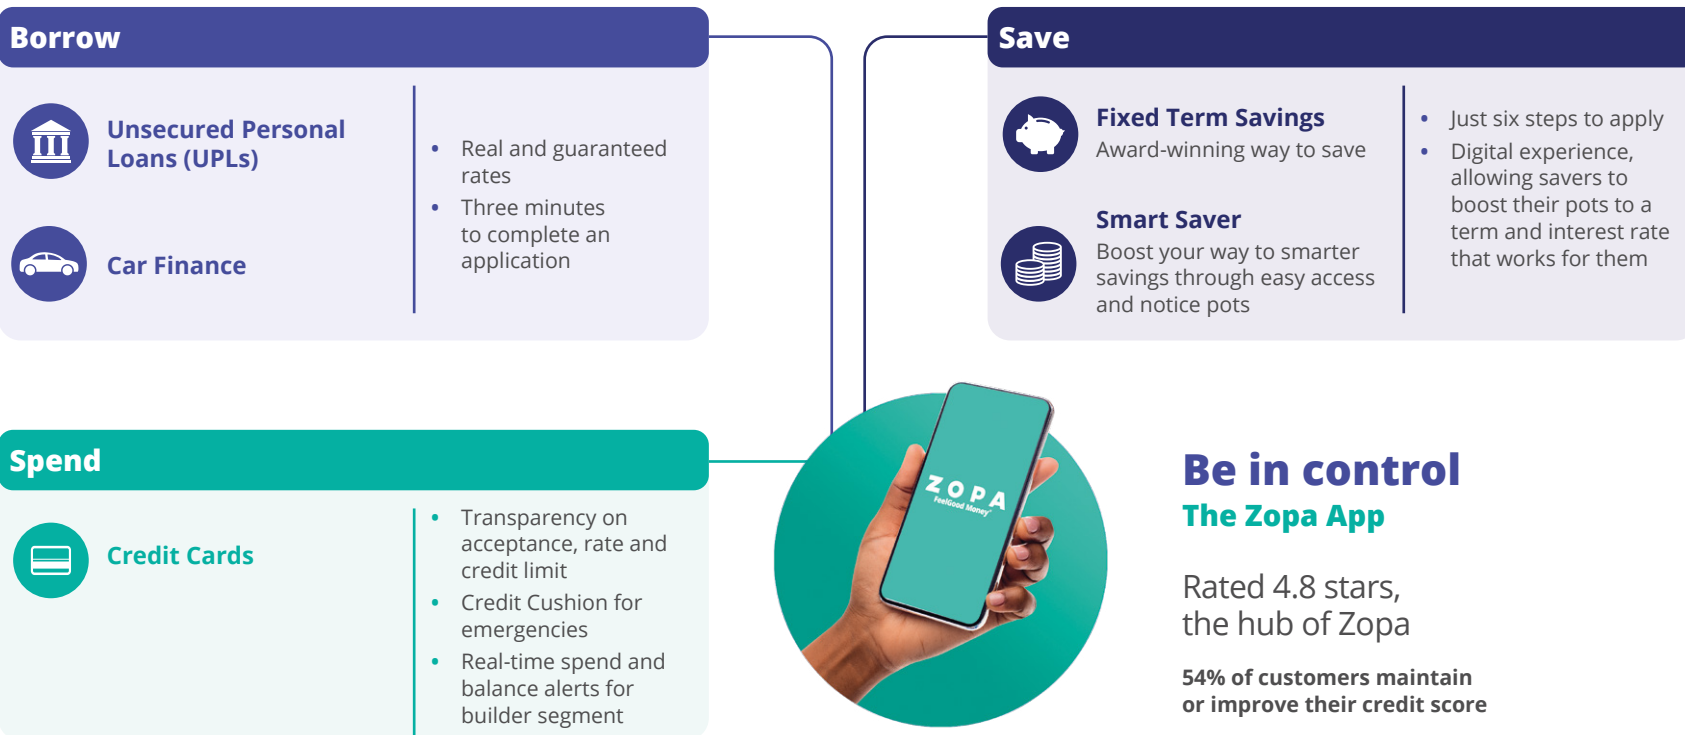 Borrow
Unsecured Personal
Loans (UPLs)
Car Finance
• Real and guaranteed
rates
• Three minutes
to complete an
application
Save
Fixed Term Savings
Award-winning way to save
Smart Saver
Boost your way to smarter
savings through easy access
and notice pots
• Just six steps to apply
• Digital experience,
allowing savers to
boost their pots to a
term and interest rate
that works for them
Spend
Credit Cards
• Transparency on
acceptance, rate and
credit limit
• Credit Cushion for
emergencies
• Real-time spend and
balance alerts for
builder segment
ZOPA
FeelGood Money™
Be in control
The Zopa App
Rated 4.8 stars,
the hub of Zopa
54% of customers maintain
or improve their credit score